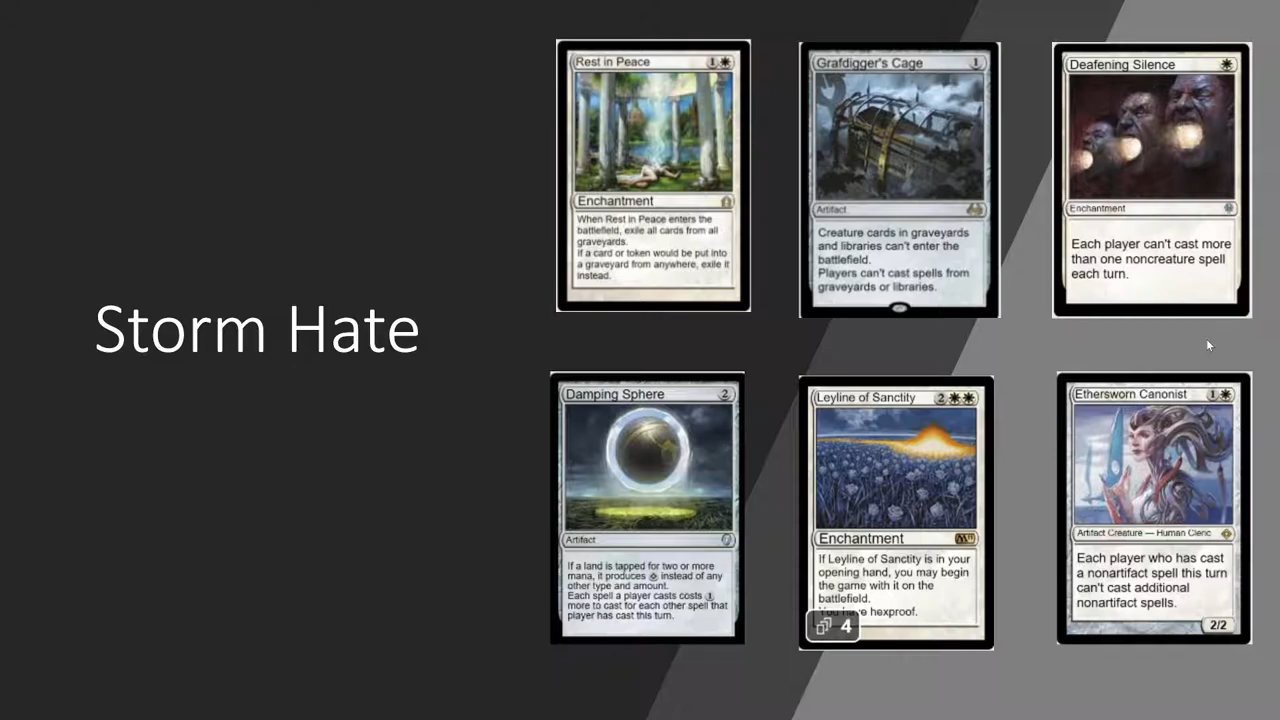 Storm Hate
Rest in Peace 1
Enchantment
When Rest in Peace enters the
battlefield, exile all cards from all
graveyards.
If a card or token would be put into
a graveyard from anywhere, exile it
instead.
Grafdigger's Cage 1
Artifact
Creature cards in graveyards
and libraries can't enter the
battlefield.
Players can't cast spells from
graveyards or libraries.
Deafening Silence
Enchantment
Each player can't cast more
than one noncreature spell
each turn.
Damping Sphere 2
Artifact
If a land is tapped for two or more
mana, it produces instead of any
other type and amount.
Each spell a player casts costs 1
more to cast for each other spell that
player has cast this turn.
Leyline of Sanctity 2
Enchantment
If Leyline of Sanctity is in your
opening hand, you may begin
the game with it on the
battlefield.
You have hexproof.
4
Ethersworn Canonist 1
Artifact Creature — Human Cleric
Each player who has cast
a nonartifact spell this turn
can't cast additional
nonartifact spells.
2/2